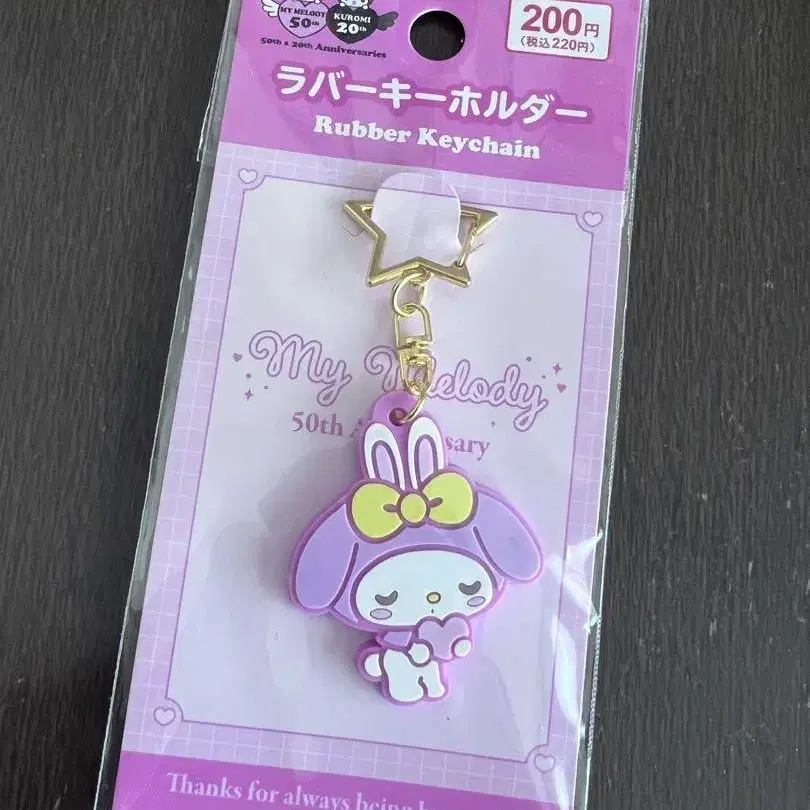 MY MELODY
50th
KUROMI
20th
50th & 20th Anniversaries
200円
(税込220円)
ラバーキーホルダー
Rubber Keychain
My Melody
50th
Thanks for always being